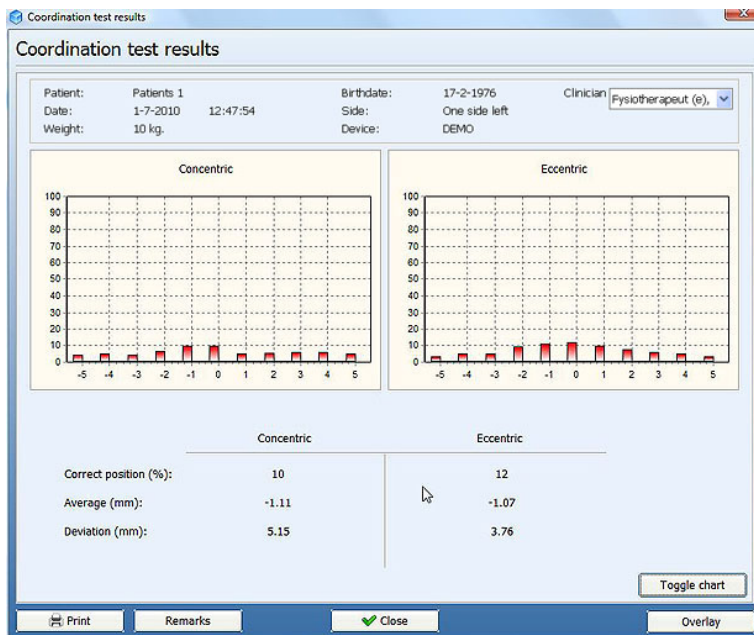 Coordination test results
Coordination test results
Patient: Patients 1 Birthdate: 17-2-1976 Clinician Fysiotherapeut (e),
Date: 1-7-2010 12:47:54 Side: One side left
Weight: 10 kg. Device: DEMO
Concentric
100
90
80
70
60
50
40
30
20
10
0
-5 -4 -3 -2 -1 0 1 2 3 4 5
Eccentric
100
90
80
70
60
50
40
30
20
10
0
-5 -4 -3 -2 -1 0 1 2 3 4 5
Concentric Eccentric
Correct position (%): 10 12
Average (mm): -1.11 -1.07
Deviation (mm): 5.15 3.76
Toggle chart
Print Remarks Close Overlay